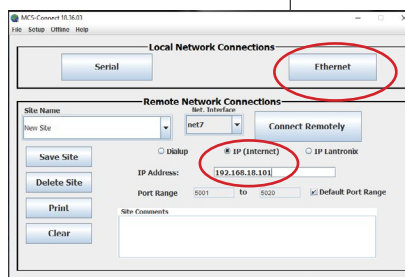 MCS-Connect 10.16.03
File Setup Offline Help
Local Network Connections
Serial
Ethernet
Remote Network Connections
Site Name
Net. Interface
New Site
net7
Connect Remotely
Save Site
Dialup
IP (Internet)
IP Lantronix
IP Address:
192.168.18.101
Delete Site
Port Range
5001
to
5020
Default Port Range
Print
Site Comments
Clear